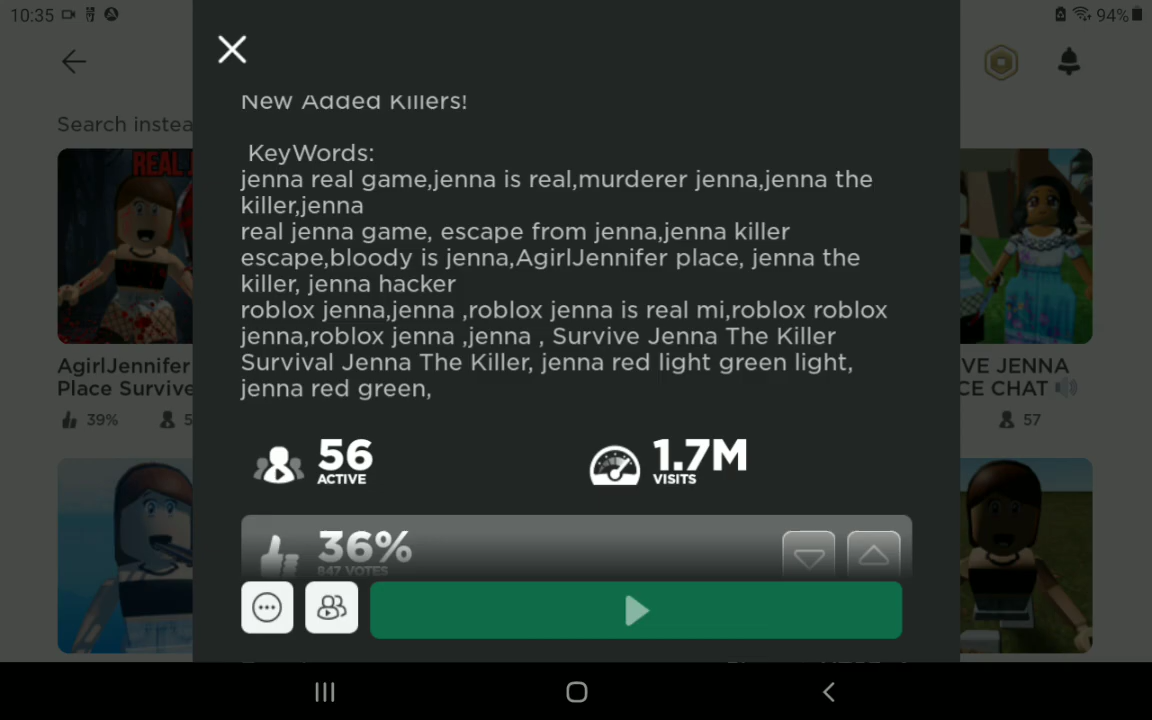 10:35
94%
Search instea
REAL J
New Added Killers!
KeyWords:
jenna real game,jenna is real,murderer jenna,jenna the
killer,jenna
real jenna game, escape from jenna,jenna killer
escape,bloody is jenna,AgirlJennifer place, jenna the
killer, jenna hacker
roblox jenna,jenna ,roblox jenna is real mi,roblox roblox
jenna,roblox jenna ,jenna , Survive Jenna The Killer
Survival Jenna The Killer, jenna red light green light,
jenna red green,
AgirlJennifer
Place Survive
39%
5
VE JENNA
CE CHAT
57
56
ACTIVE
1.7M
VISITS
36%
847 VOTES